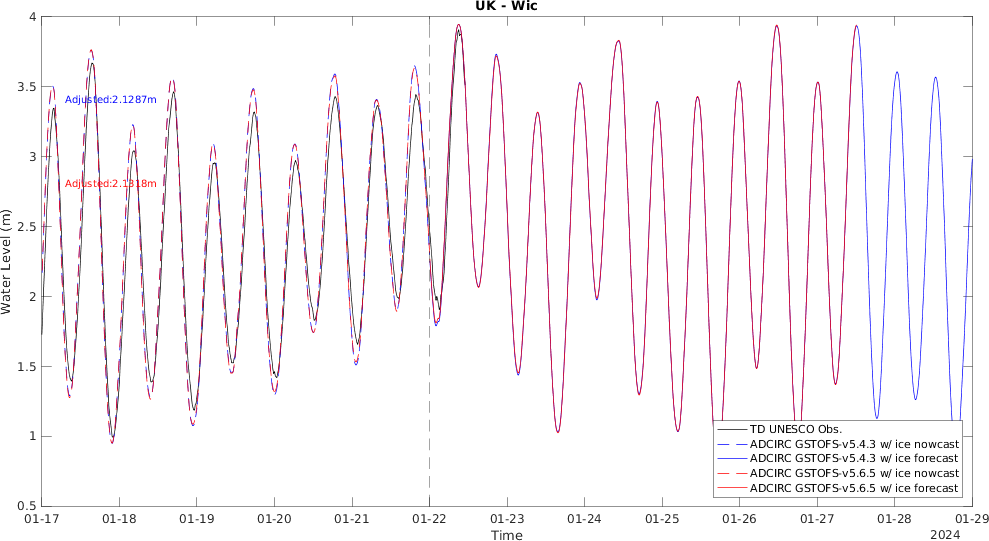 UK - Wic
4
3.5
3
2.5
2
1.5
1
0.5
Water Level (m)
Adjusted:2.1287m
Adjusted:2.1318m
TD UNESCO Obs.
ADCIRC GSTOFS-v5.4.3 w/ ice nowcast
ADCIRC GSTOFS-v5.4.3 w/ ice forecast
ADCIRC GSTOFS-v5.6.5 w/ ice nowcast
ADCIRC GSTOFS-v5.6.5 w/ ice forecast
01-17 01-18 01-19 01-20 01-21 01-22 01-23 01-24 01-25 01-26 01-27 01-28 01-29
Time
2024